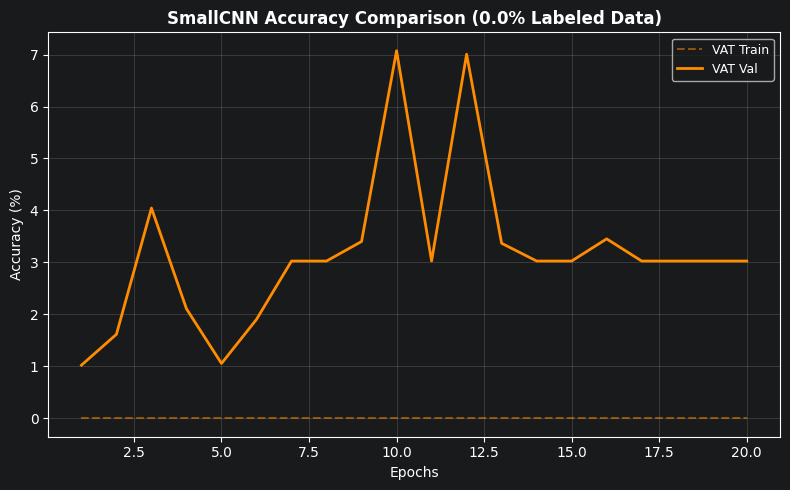 SmallCNN Accuracy Comparison (0.0% Labeled Data)
VAT Train
VAT Val
Accuracy (%)
7
6
5
4
3
2
1
0
2.5 5.0 7.5 10.0 12.5 15.0 17.5 20.0
Epochs